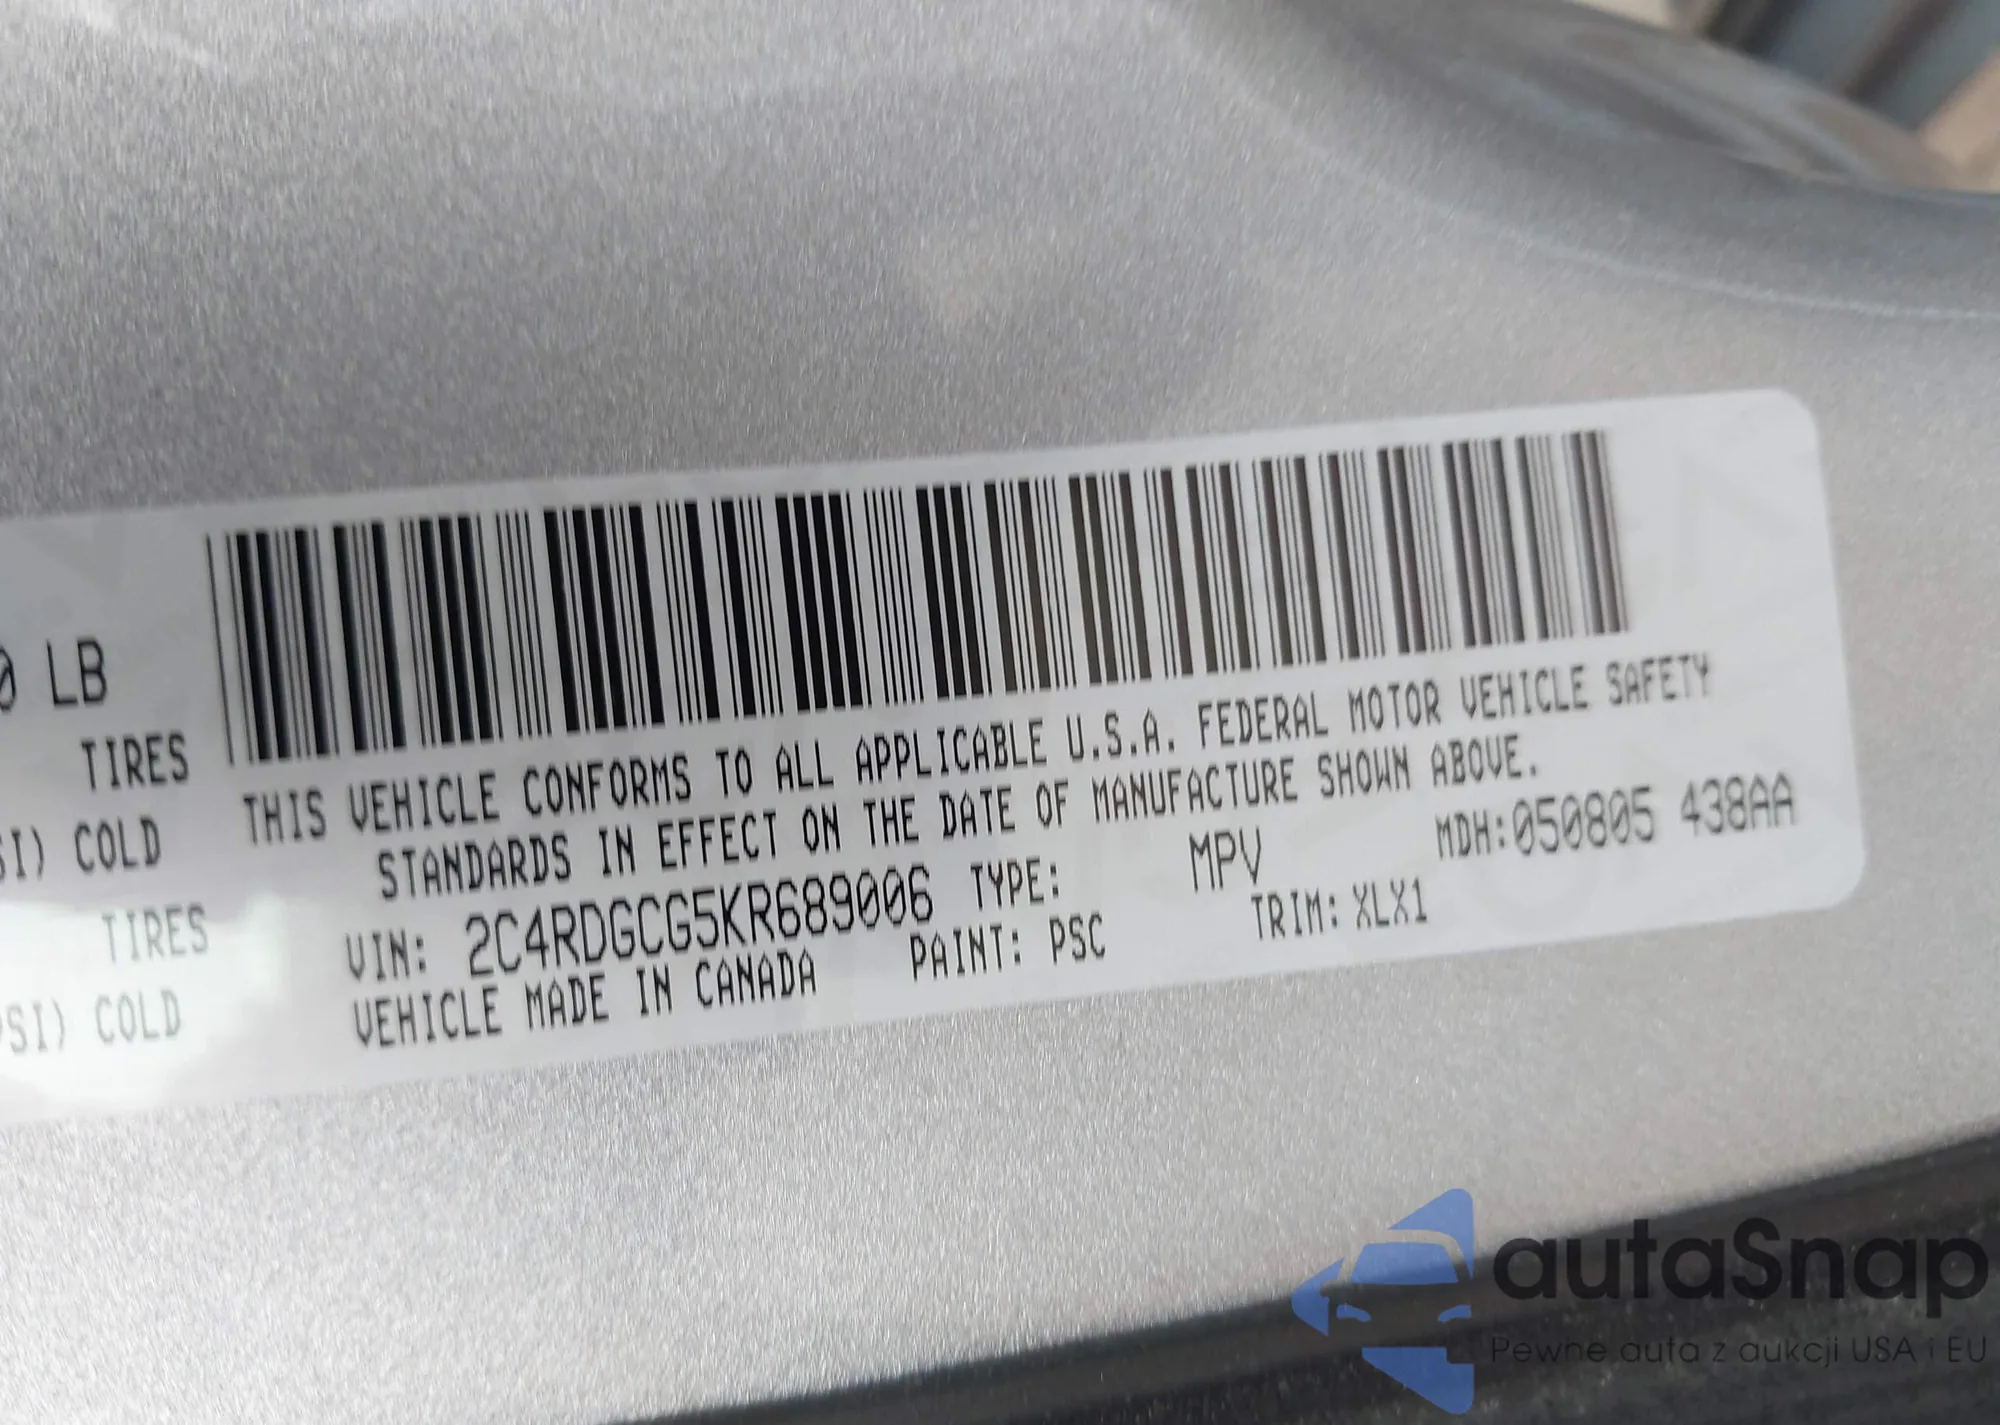 0 LB
TIRES
SI) COLD
TIRES
PSI) COLD
THIS VEHICLE CONFORMS TO ALL APPLICABLE U.S.A. FEDERAL MOTOR VEHICLE SAFETY
STANDARDS IN EFFECT ON THE DATE OF MANUFACTURE SHOWN ABOVE.
MDH:050805 438AA
VIN: 2C4RDGCG5KR689006 TYPE: MPV
VEHICLE MADE IN CANADA PAINT: PSC TRIM: XLX1
autaSnap
Pewne auta z aukcji USA i EU